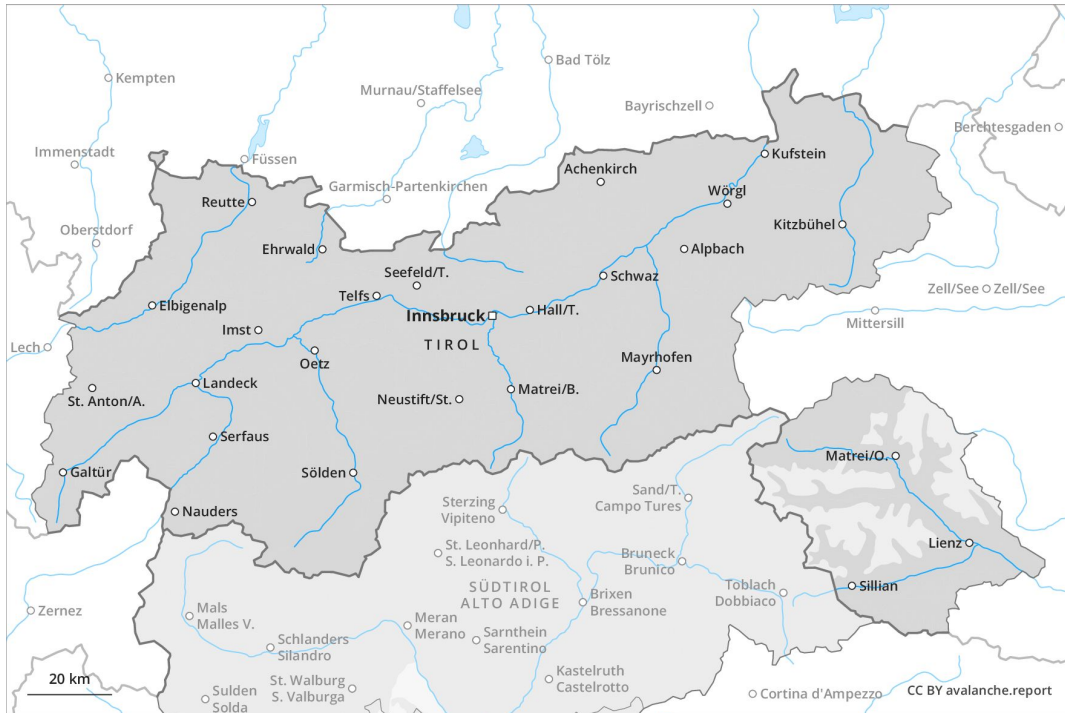 Kempten
Bad Tölz
Murnau/Staffelsee
Bayrischzell
Berchtesgaden
Immenstadt
Füssen
Kufstein
Achenkirch
Garmisch-Partenkirchen
Reutte
Wörgl
Oberstdorf
Kitzbühel
Ehrwald
Alpbach
Seefeld/T.
Schwaz
Zell/See
Zell/See
Telfs
Elbigenalp
Innsbruck
Hall/T.
Mittersill
Imst
TIROL
Lech
Oetz
Mayrhofen
Landeck
St. Anton/A.
Neustift/St.
Matrei/B.
Serfaus
Matrei/O.
Galtür
Sölden
Sand/T.
Campo Tures
Sterzing
Vipiteno
Nauders
Lienz
St. Leonhard/P.
S. Leonardo i. P.
Bruneck
Brunico
SÜDTIROL
ALTO ADIGE
Toblach
Dobbiaco
Sillian
Brixen
Bressanone
Zernez
Mals
Malles V.
Meran
Merano
Sarnthein
Sarentino
Schlanders
Silandro
20 km
St. Walburg
S. Valburga
Kastelruth
Castelrotto
Sulden
Solda
Cortina d'Ampezzo
CC BY avalanche.report